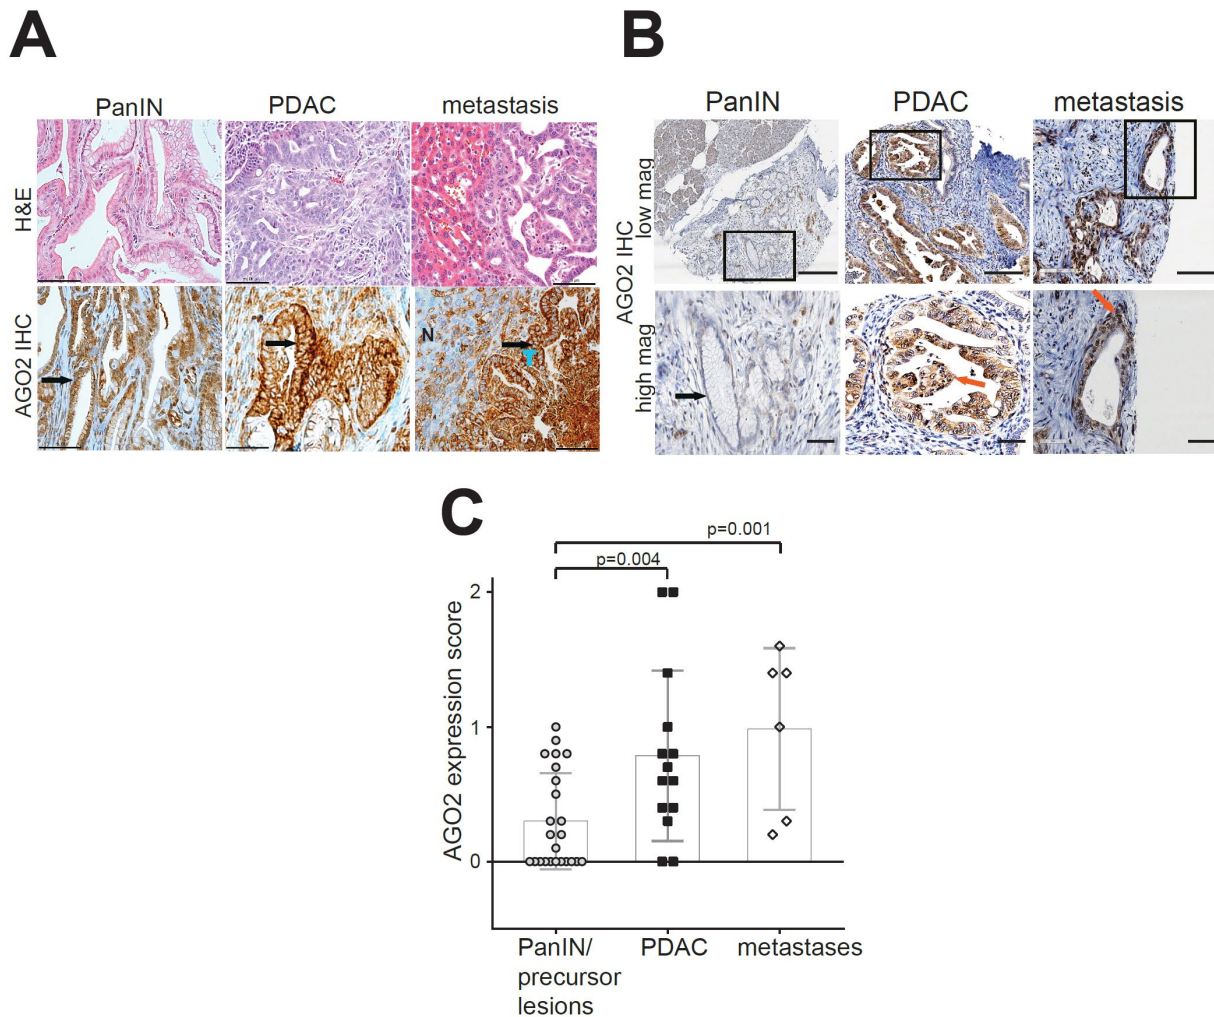 A
B
PanIN
PDAC
metastasis
H&E
AGO2 IHC
N
T
PanIN
PDAC
metastasis
AGO2 IHC
low mag
high mag
C
p=0.001
p=0.004
AGO2 expression score
2
1
0
PanIN/
precursor
lesions
PDAC
metastases